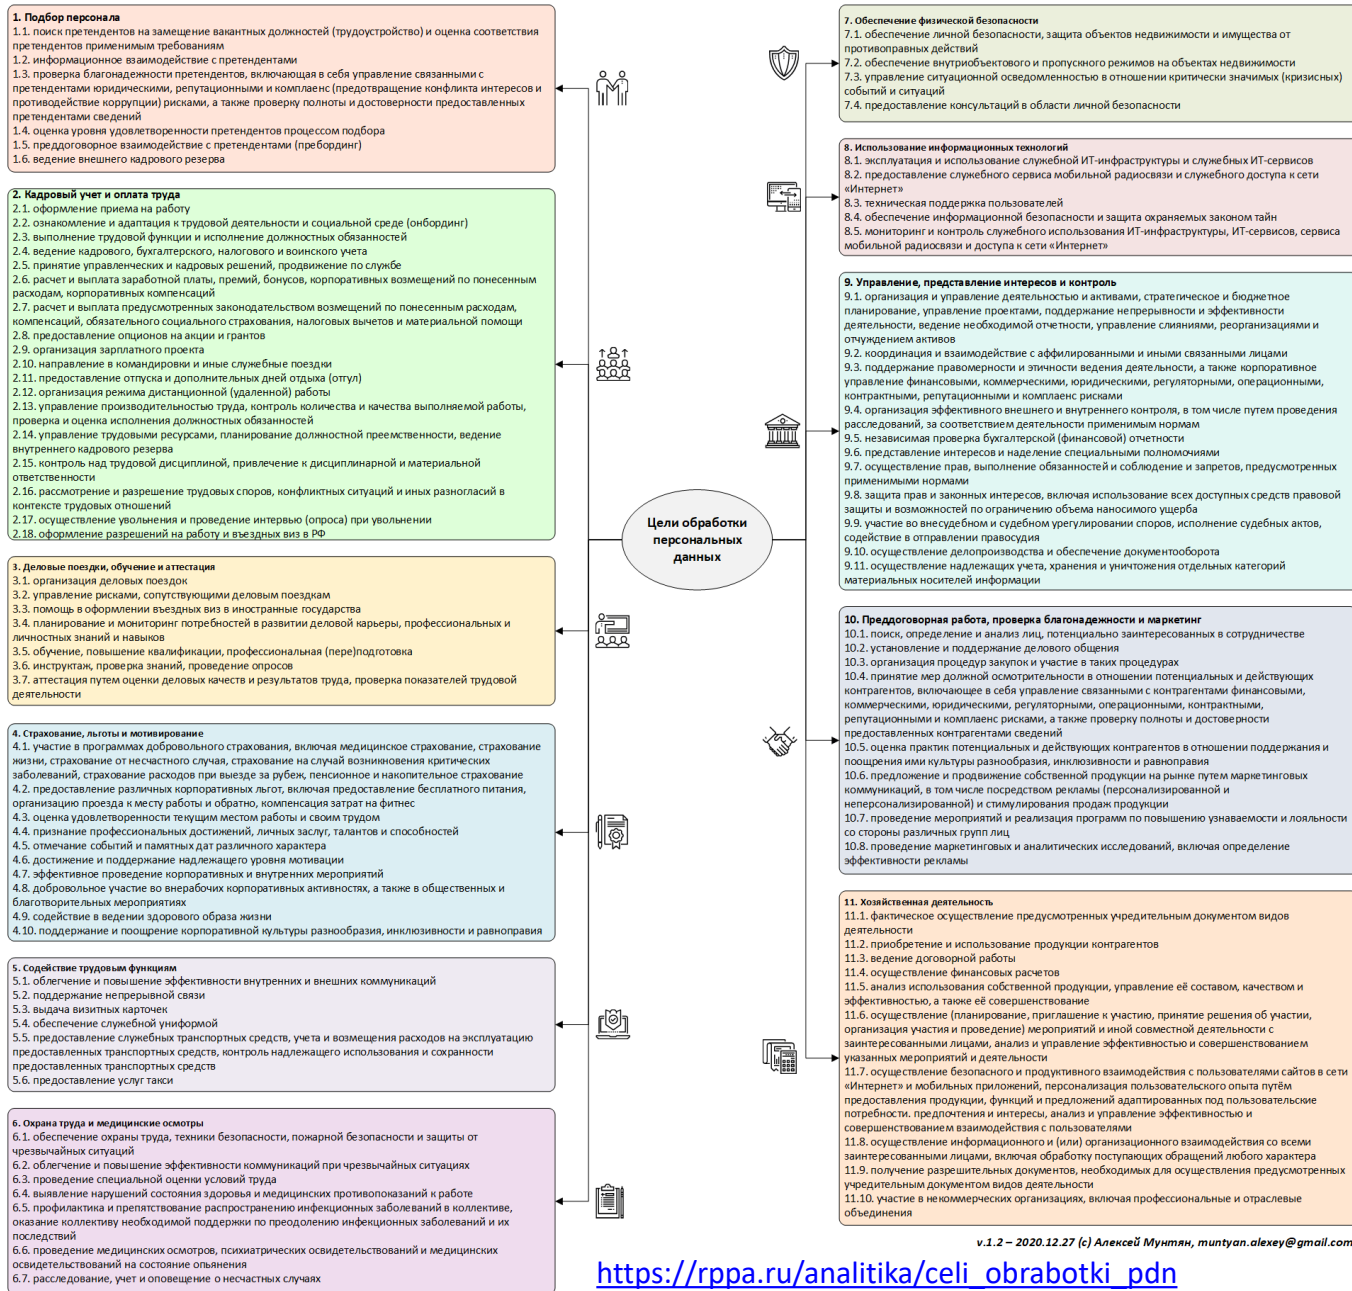 1. Подбор персонала
1.1. поиск претендентов на замещение вакантных должностей (трудоустройство) и оценка соответствия
претендентов применимым требованиям
1.2. информационное взаимодействие с претендентами
1.3. проверка благонадежности претендентов, включающая в себя управление связанными с
претендентами юридическими, репутационными и комплаенс (предотвращение конфликта интересов и
противодействие коррупции) рисками, а также проверку полноты и достоверности предоставленных
претендентами сведений
1.4. оценка уровня удовлетворенности претендентов процессом подбора
1.5. преддоговорное взаимодействие с претендентами (пребординг)
1.6. ведение внешнего кадрового резерва
2. Кадровый учет и оплата труда
2.1. оформление приема на работу
2.2. ознакомление и адаптация к трудовой деятельности и социальной среде (онбординг)
2.3. выполнение трудовой функции и исполнение должностных обязанностей
2.4. ведение кадрового, бухгалтерского, налогового и воинского учета
2.5. принятие управленческих и кадровых решений, продвижение по службе
2.6. расчет и выплата заработной платы, премий, бонусов, корпоративных возмещений по понесенным
расходам, корпоративных компенсаций
2.7. расчет и выплата предусмотренных законодательством возмещений по понесенным расходам,
компенсаций, обязательного социального страхования, налоговых вычетов и материальной помощи
2.8. предоставление опционов на акции и грантов
2.9. организация зарплатного проекта
2.10. направление в командировки и иные служебные поездки
2.11. предоставление отпуска и дополнительных дней отдыха (отгул)
2.12. организация режима дистанционной (удаленной) работы
2.13. управление производительностью труда, контроль количества и качества выполняемой работы,
проверка и оценка исполнения должностных обязанностей
2.14. управление трудовыми ресурсами, планирование должностной преемственности, ведение
внутреннего кадрового резерва
2.15. контроль над трудовой дисциплиной, привлечение к дисциплинарной и материальной
ответственности
2.16. рассмотрение и разрешение трудовых споров, конфликтных ситуаций и иных разногласий в
контексте трудовых отношений
2.17. осуществление увольнения и проведение интервью (опроса) при увольнении
2.18. оформление разрешений на работу и въездных виз в РФ
3. Деловые поездки, обучение и аттестация
3.1. организация деловых поездок
3.2. управление рисками, сопутствующими деловым поездкам
3.3. помощь в оформлении въездных виз в иностранные государства
3.4. планирование и мониторинг потребностей в развитии деловой карьеры, профессиональных и
личностных знаний и навыков
3.5. обучение, повышение квалификации, профессиональная (пере)подготовка
3.6. инструктаж, проверка знаний, проведение опросов
3.7. аттестация путем оценки деловых качеств и результатов труда, проверка показателей трудовой
деятельности
4. Страхование, льготы и мотивирование
4.1. участие в программах добровольного страхования, включая медицинское страхование, страхование
жизни, страхование от несчастного случая, страхование на случай возникновения критических
заболеваний, страхование расходов при выезде за рубеж, пенсионное и накопительное страхование
4.2. предоставление различных корпоративных льгот, включая предоставление бесплатного питания,
организацию проезда к месту работы и обратно, компенсация затрат на фитнес
4.3. оценка удовлетворенности текущим местом работы и своим трудом
4.4. признание профессиональных достижений, личных заслуг, талантов и способностей
4.5. отмечание событий и памятных дат различного характера
4.6. достижение и поддержание надлежащего уровня мотивации
4.7. эффективное проведение корпоративных и внутренних мероприятий
4.8. добровольное участие во внерабочих корпоративных активностях, а также в общественных и
благотворительных мероприятиях
4.9. содействие в ведении здорового образа жизни
4.10. поддержание и поощрение корпоративной культуры разнообразия, инклюзивности и равноправия
5. Содействие трудовым функциям
5.1. облегчение и повышение эффективности внутренних и внешних коммуникаций
5.2. поддержание непрерывной связи
5.3. выдача визитных карточек
5.4. обеспечение служебной униформой
5.5. предоставление служебных транспортных средств, учета и возмещения расходов на эксплуатацию
предоставленных транспортных средств, контроль надлежащего использования и сохранности
предоставленных транспортных средств
5.6. предоставление услуг такси
6. Охрана труда и медицинские осмотры
6.1. обеспечение охраны труда, техники безопасности, пожарной безопасности и защиты от
чрезвычайных ситуаций
6.2. облегчение и повышение эффективности коммуникаций при чрезвычайных ситуациях
6.3. проведение специальной оценки условий труда
6.4. выявление нарушений состояния здоровья и медицинских противопоказаний к работе
6.5. профилактика и препятствование распространию инфекционных заболеваний в коллективе,
оказание коллективу необходимой поддержки по преодолению инфекционных заболеваний и их
последствий
6.6. проведение медицинских осмотров, психиатрических освидетельствований и медицинских
освидетельствований на состояние опьянения
6.7. расследование, учет и оповещение о несчастных случаях
Цели обработки
персональных
данных
7. Обеспечение физической безопасности
7.1. обеспечение личной безопасности, защита объектов недвижимости и имущества от
противоправных действий
7.2. обеспечение внутриобъектового и пропускного режимов на объектах недвижимости
7.3. управление ситуационной осведомленностью в отношении критически значимых (кризисных)
событий и ситуаций
7.4. предоставление консультаций в области личной безопасности
8. Использование информационных технологий
8.1. эксплуатация и использование служебной ИТ-инфраструктуры и служебных ИТ-сервисов
8.2. предоставление служебного сервиса мобильной радиосвязи и служебного доступа к сети
«Интернет»
8.3. техническая поддержка пользователей
8.4. обеспечение информационной безопасности и защита охраняемых законом тайн
8.5. мониторинг и контроль служебного использования ИТ-инфраструктуры, ИТ-сервисов, сервиса
мобильной радиосвязи и доступа к сети «Интернет»
9. Управление, представление интересов и контроль
9.1. организация и управление деятельностью и активами, стратегическое и бюджетное
планирование, управление проектами, поддержание непрерывности и эффективности
деятельности, ведение необходимой отчетности, управление слияниями, реорганизациями и
отчуждением активов
9.2. координация и взаимодействие с аффилированными и иными связанными лицами
9.3. поддержание правомерности и этичности ведения деятельности, а также корпоративное
управление финансовыми, коммерческими, юридическими, регуляторными, операционными,
контрактными, репутационными и комплаенс рисками
9.4. организация эффективного внешнего и внутреннего контроля, в том числе путем проведения
расследований, за соответствием деятельности применимым нормам
9.5. независимая проверка бухгалтерской (финансовой) отчетности
9.6. представление интересов и наделение специальными полномочиями
9.7. осуществление прав, выполнение обязанностей и соблюдение и запретов, предусмотренных
применимыми нормами
9.8. защита прав и законных интересов, включая использование всех доступных средств правовой
защиты и возможностей по ограничению объема наносимого ущерба
9.9. участие во внесудебном и судебном урегулировании споров, исполнение судебных актов,
содействие в отправлении правосудия
9.10. осуществление делопроизводства и обеспечение документооборота
9.11. осуществление надлежащих учета, хранения и уничтожения отдельных категорий
материальных носителей информации
10. Преддоговорная работа, проверка благонадежности и маркетинг
10.1. поиск, определение и анализ лиц, потенциально заинтересованных в сотрудничестве
10.2. установление и поддержание делового общения
10.3. организация процедур закупок и участие в таких процедурах
10.4. принятие мер должной осмотрительности в отношении потенциальных и действующих
контрагентов, включающее в себя управление связанными с контрагентами финансовыми,
коммерческими, юридическими, регуляторными, операционными, контрактными,
репутационными и комплаенс рисками, а также проверку полноты и достоверности
предоставленных контрагентами сведений
10.5. оценка практик потенциальных и действующих контрагентов в отношении поддержания и
поощрения ими культуры разнообразия, инклюзивности и равноправия
10.6. предложение и продвижение собственной продукции на рынке путем маркетинговых
коммуникаций, в том числе посредством рекламы (персонализированной и
неперсонализированной) и стимулирования продаж продукции
10.7. проведение мероприятий и реализация программ по повышению узнаваемости и лояльности
со стороны различных групп лиц
10.8. проведение маркетинговых и аналитических исследований, включая определение
эффективности рекламы
11. Хозяйственная деятельность
11.1. фактическое осуществление предусмотренных учредительным документом видов
деятельности
11.2. приобретение и использование продукции контрагентов
11.3. ведение договорной работы
11.4. осуществление финансовых расчетов
11.5. анализ использования собственной продукции, управление её составом, качеством и
эффективностью, а также её совершенствование
11.6. осуществление (планирование, приглашение к участию, принятие решения об участии,
организация участия и проведение) мероприятий и иной совместной деятельности с
заинтересованными лицами, анализ и управление эффективностью и совершенствованием
указанных мероприятий и деятельности
11.7. осуществление безопасного и продуктивного взаимодействия с пользователями сайтов в сети
«Интернет» и мобильных приложений, персонализация пользовательского опыта путём
предоставления продукции, функций и предложений адаптированных под пользовательские
потребности. предпочтения и интересы, анализ и управление эффективностью и
совершенствованием взаимодействия с пользователями
11.8. осуществление информационного и (или) организационного взаимодействия со всеми
заинтересованными лицами, включая обработку поступающих обращений любого характера
11.9. получение разрешительных документов, необходимых для осуществления предусмотренных
учредительным документом видов деятельности
11.10. участие в некоммерческих организациях, включая профессиональные и отраслевые
объединения
v.1.2 – 2020.12.27 (с) Алексей Мунтян, muntyan.alexey@gmail.com
https://rppa.ru/analitika/celi_obrabotki_pdn